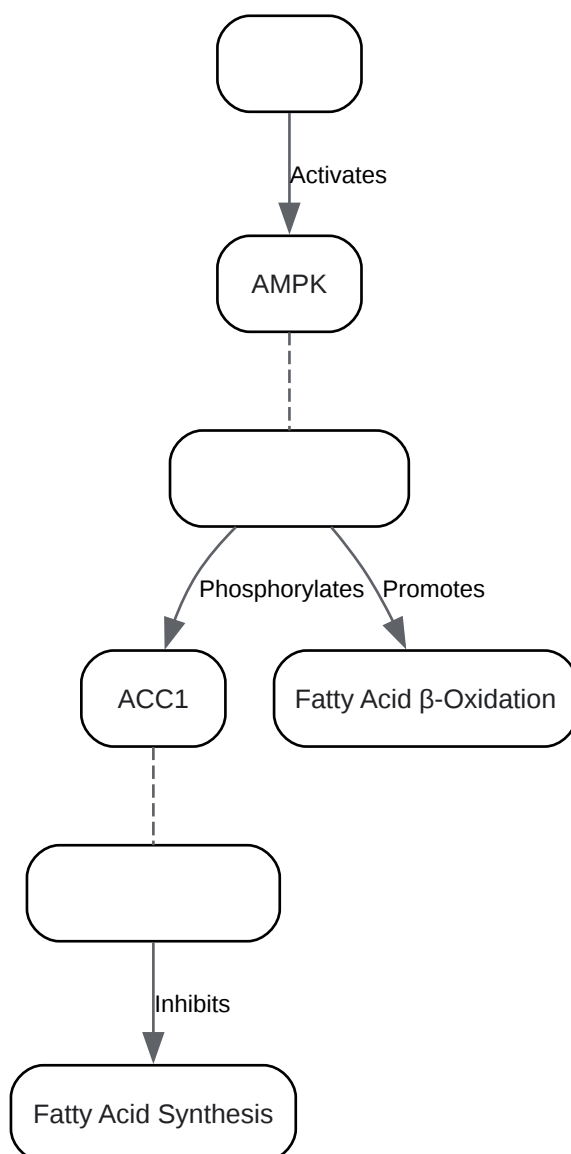 Activates
AMPK
Phosphorylates
Promotes
ACC1
Fatty Acid β-Oxidation
Inhibits
Fatty Acid Synthesis